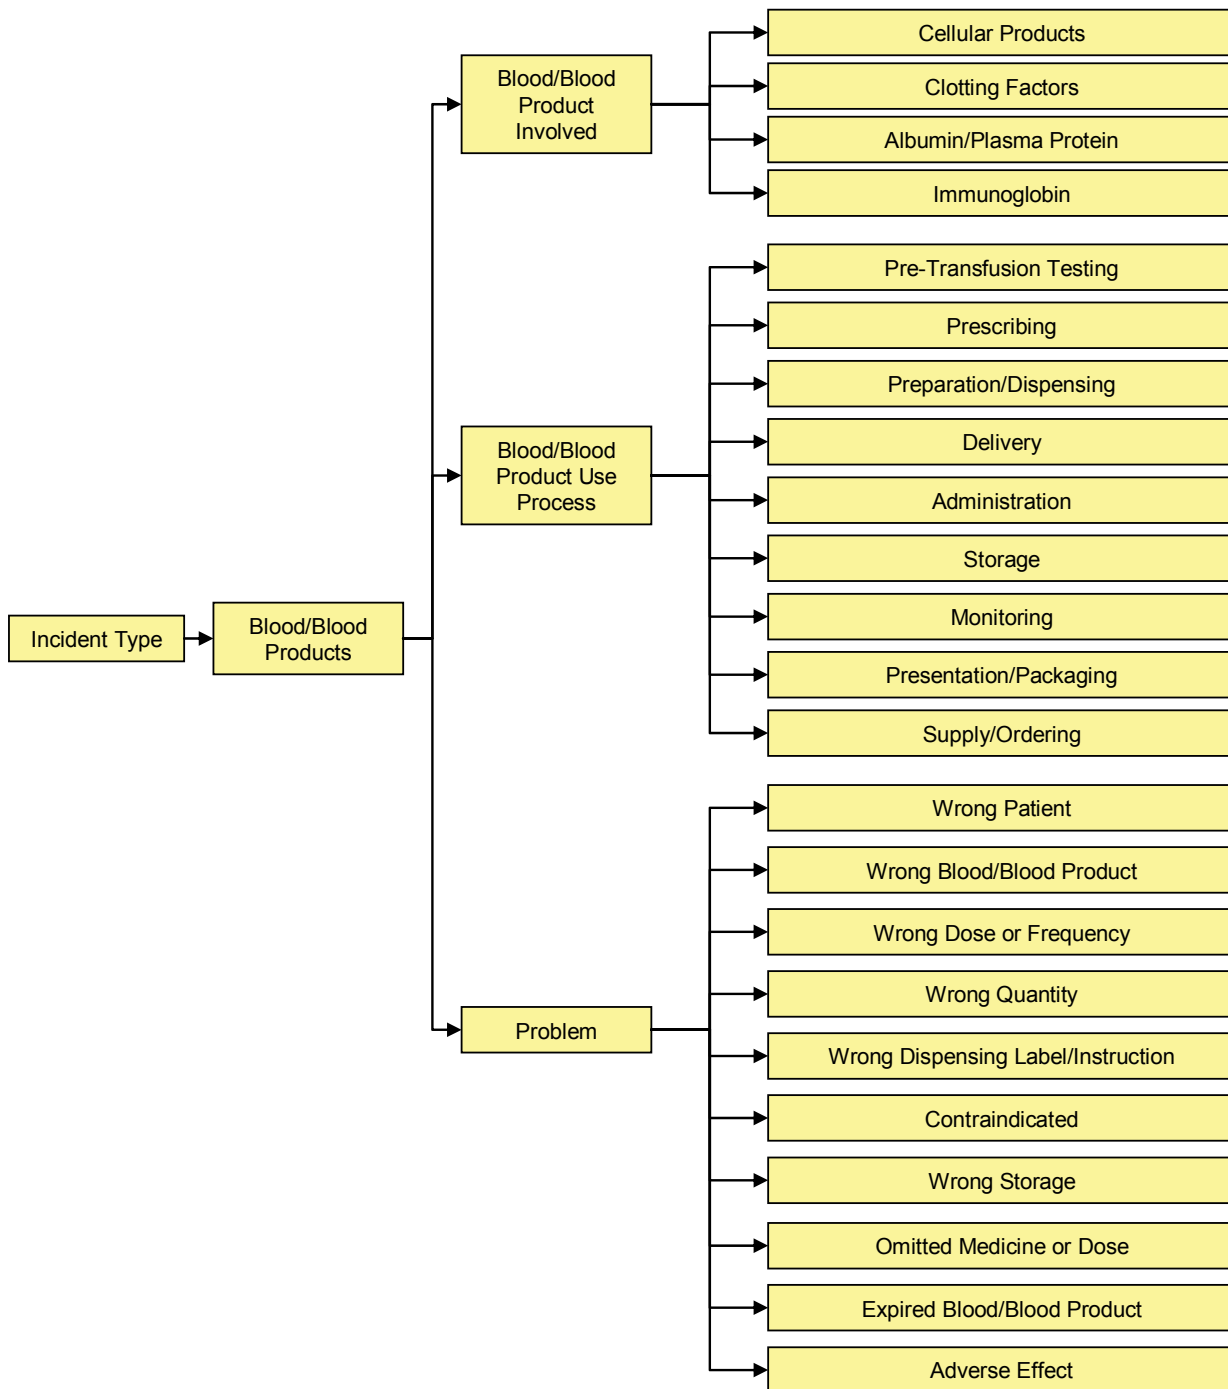 Incident Type
Blood/Blood
Products
Blood/Blood
Product
Involved
Cellular Products
Clotting Factors
Albumin/Plasma Protein
Immunoglobin
Blood/Blood
Product Use
Process
Pre-Transfusion Testing
Prescribing
Preparation/Dispensing
Delivery
Administration
Storage
Monitoring
Presentation/Packaging
Supply/Ordering
Problem
Wrong Patient
Wrong Blood/Blood Product
Wrong Dose or Frequency
Wrong Quantity
Wrong Dispensing Label/Instruction
Contraindicated
Wrong Storage
Omitted Medicine or Dose
Expired Blood/Blood Product
Adverse Effect